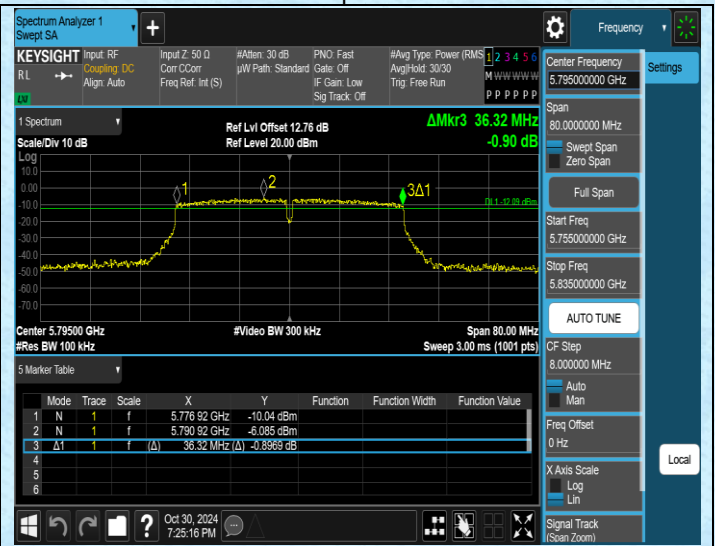 Spectrum Analyzer 1
Swept SA
+
Frequency
KEYSIGHT
RL
LXI
Input: RF
Coupling: DC
Align: Auto
Input Z: 50 Ω
Corr CCorr
Freq Ref: Int (S)
#Atten: 30 dB
µW Path: Standard
PNO: Fast
Gate: Off
IF Gain: Low
Sig Track: Off
#Avg Type: Power (RMS
Avg|Hold: 30/30
Trig: Free Run
1 2 3 4 5 6
M W W W W W
P P P P P P
Center Frequency
5.795000000 GHz
Settings
Span
80.0000000 MHz
Swept Span
Zero Span
Full Span
Start Freq
5.755000000 GHz
Stop Freq
5.835000000 GHz
AUTO TUNE
CF Step
8.000000 MHz
Auto
Man
Freq Offset
0 Hz
X Axis Scale
Log
Lin
Signal Track
(Span Zoom)
Local
1 Spectrum
Scale/Div 10 dB
Ref Lvl Offset 12.76 dB
Ref Level 20.00 dBm
ΔMkr3 36.32 MHz
-0.90 dB
Log
10.0
0.00
-10.0
-20.0
-30.0
-40.0
-50.0
-60.0
-70.0
1
2
3Δ1
DL1 -12.09 dBm
Center 5.79500 GHz
#Res BW 100 kHz
#Video BW 300 kHz
Span 80.00 MHz
Sweep 3.00 ms (1001 pts)
5 Marker Table
Mode Trace Scale X Y Function Function Width Function Value
1 N 1 f 5.776 92 GHz -10.04 dBm
2 N 1 f 5.790 92 GHz -6.085 dBm
3 Δ1 1 f (Δ) 36.32 MHz (Δ) -0.8969 dB
4
5
6
?
Oct 30, 2024
7:25:16 PM